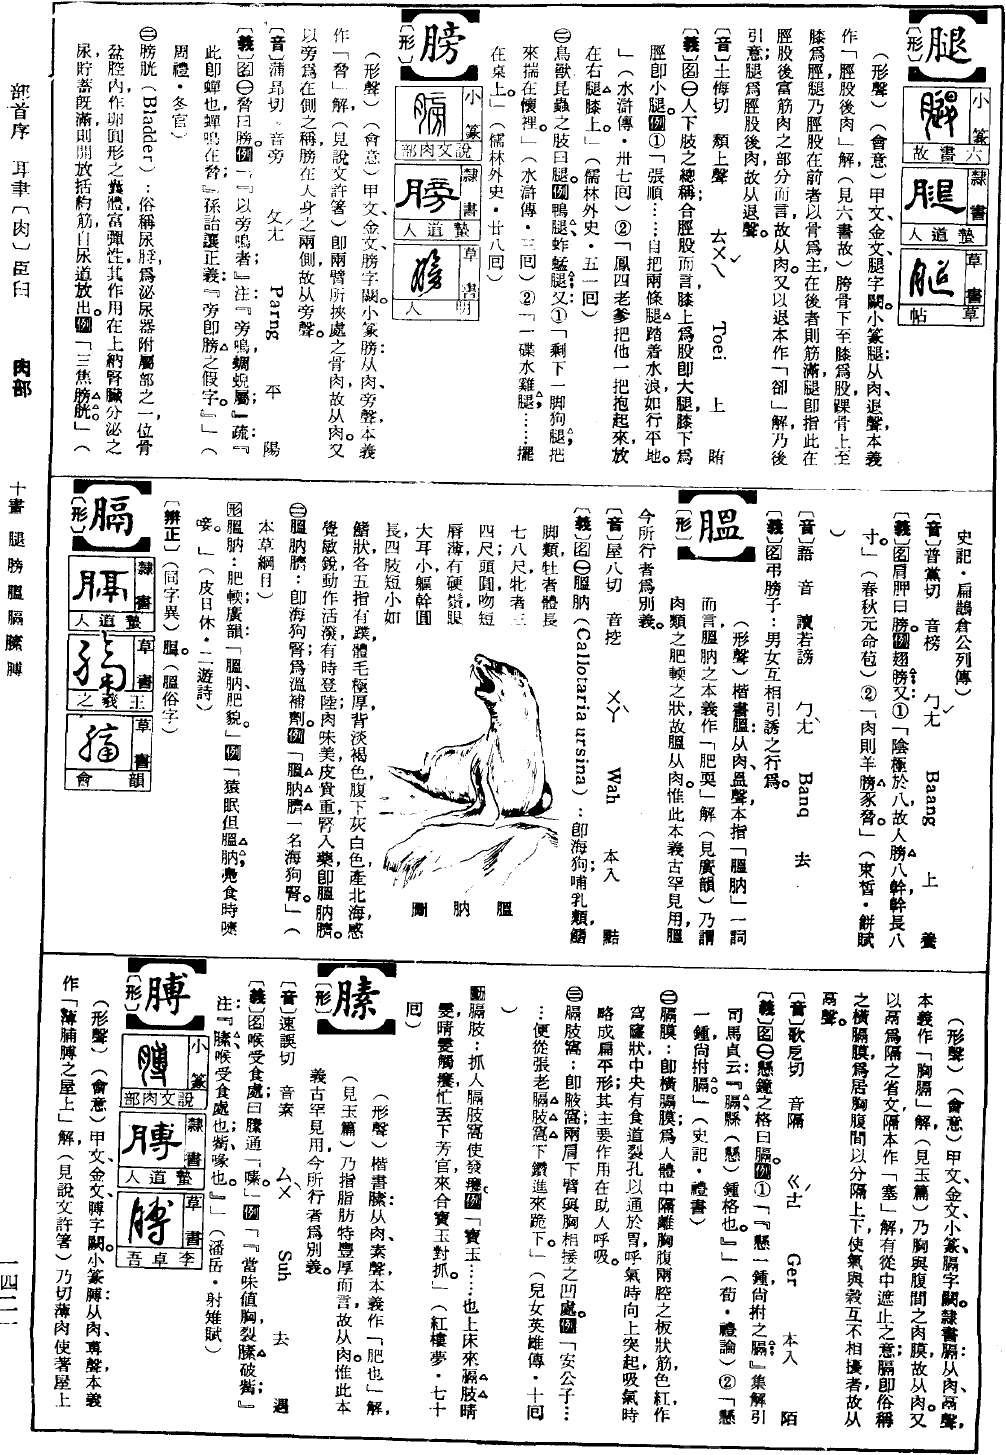 部首序 耳聿〔肉〕臣臼 肉部 十畫 腿膀膃膈膆膊 一四二一
腿
〔形〕
小篆 六書故
隸書 蟄道人
草書 草帖
（形聲）（會意）甲文、金文腿字闕。小篆腿：从肉、退聲，本義
作「脛股後肉」解，（見六書故）胯骨下至膝爲股，踝骨上至
膝爲脛，腿乃脛股在前者以骨爲主，在後者則筋滿，腿卽指此在
脛股後富筋肉之部分而言，故从肉。又以退本作「卻」解，乃後
引意；腿爲脛股後肉，故从退聲。
〔音〕土悔切 類上聲 ㄊㄨㄟˇ Toei 上 賄
〔義〕名㊀人下肢之總稱，合脛股而言；膝上爲股卽大腿，膝下爲
脛卽小腿。例①「張順……自把兩條腿踏着水浪，如行平地。
」（水滸傳・卅七回）②「鳳四老爹把他一把抱起來，放
在右腿膝上。」（儒林外史・五一回）
㊁鳥獸昆蟲之肢曰腿。例鴨腿、蚱蜢腿。又：①「剩下一脚狗腿，把
來揣在懷裡。」（水滸傳・三回）②「一碟水雞腿……擺
在桌上。」（儒林外史・廿八回）
膀
〔形〕
小篆 說文肉部
隸書 蟄道人
草書 明人
（形聲）（會意）甲文、金文膀字闕。小篆膀：从肉、旁聲，本義
作「脅」解，（見說文許箸）卽兩臂所挾處之骨肉，故从肉。又
以旁爲在側之稱，膀在人身之兩側，故从旁聲。
〔音〕蒲昂切 音旁 ㄆㄤˊ Parng 平 陽
〔義〕名㊀脅曰膀。例「『以旁鳴者』注：『旁鳴，蜩蜺屬』疏：『
此卽蟬也；蟬鳴在脅。』孫詒讓正義：『旁卽膀之假字。』」（
周禮・冬官）
㊁膀胱（Bladder）：俗稱尿脬，爲泌尿器附屬部之一，位骨
盆腔內，作卵圓形之囊，體富彈性；其作用在上納腎臟分泌之
尿，貯蓄既滿，則開放括約筋，自尿道放出。例「三焦膀胱。」（
史記・扁鵲倉公列傳）
〔音〕普黨切 音榜 ㄅㄤˇ Baang 上 養
〔義〕名肩胛曰膀。例翅膀。又：①「陰極於八，故人膀八幹，幹長八
寸。」（春秋元命苞）②「肉則羊膀豕脅。」（束皙・餅賦
）
〔音〕語 音 讀若謗 ㄅㄤˋ Banq 去
〔義〕名弔膀子：男女互相引誘之行爲。
膃
〔形〕
（形聲）楷書膃：从肉、𥁕聲，本指「膃肭」一詞
而言；膃肭之本義作「肥耎」解，（見廣韻）乃謂
肉類之肥輭之狀，故膃从肉。惟此本義古罕見用，
今所行者爲別義。
〔音〕屋八切 音挖 ㄨㄚˋ Wah 本入 黠
〔義〕名㊀膃肭（Callotaria ursina）：卽海狗；哺乳類，鰭
脚類，牡者體長
七八尺，牝者三
四尺；頭圓，吻短，
脣薄有硬鬚，眼
大耳小，軀幹圓
長，四肢短小如
鰭狀，各五指，有蹼，體毛極厚，背淡褐色，腹下灰白色，產北海，感
覺敏銳，動作活潑，有時登陸，肉味美，皮貴重，腎入藥，卽膃肭臍。
㊁膃肭臍：卽海狗腎，爲溫補劑。例「膃肭臍，一名海狗腎。」（
本草綱目）
形膃肭：肥輭。廣韻：「膃肭，肥貌。」例「猿眠但膃肭，鳧食時㗱
唼。」（皮日休・二遊詩）
〔辨正〕（同字異）𦝫。（膃俗字）
膃 肭 圖
膈
〔形〕
隸書 蟄道人
草書 王羲之
草書 韻會
（形聲）（會意）甲文、金文、小篆膈字闕。隸書膈：从肉、鬲聲，
本義作「胸膈」解，（見玉篇）乃胸與腹間之肉膜，故从肉。又
以鬲爲隔之省文，隔本作「塞」解，有從中遮止之意；膈卽俗稱
之橫膈膜，爲居胸腹間以分隔上下，使氣與穀互不相擾者，故从
鬲聲。
〔音〕歌戹切 音隔 ㄍㄜˊ Ger 本入 陌
〔義〕名㊀懸鐘之格曰膈。例①「『懸一鍾，尙拊之膈』集解引
司馬貞云：『膈，縣（懸）鍾格也。』」（荀・禮論）②「懸
一鍾尙拊膈。」（史記・禮書）
㊁膈膜：卽橫膈膜；爲人體中隔離胸腹兩腔之板狀筋，色紅，作
穹窿狀，中央有食道裂孔以通於胃，呼氣時向上突起，吸氣時
略成扁平形，其主要作用在助人呼吸。
㊂膈肢窩：卽腋窩，兩肩下臂與胸相接之凹處。例「安公子…
…便從張老膈肢窩下鑽進來跪下。」（兒女英雄傳・十回
）
動膈肢：抓人膈肢窩使發癢。例「寶玉……也上床來膈肢晴
雯，晴雯觸癢，忙丟下芳官，來合寶玉對抓。」（紅樓夢・七十
回）
膆
〔形〕
（形聲）楷書膆：从肉、素聲，本義作「肥也」解，
（見玉篇）乃指脂肪特豐厚而言，故从肉。惟此本
義古罕見用，今所行者爲別義。
〔音〕速誤切 音素 ㄙㄨˋ Suh 去 遇
〔義〕名喉受食處曰膆，通「嗉」。例「『當味値胸，裂膆破觜』
注：『膆，喉受食處也；觜，喙也。』」（潘岳・射雉賦）
膊
〔形〕
小篆 說文肉部
隸書 蟄道人
草書 李卓吾
（形聲）（會意）甲文、金文、膊字闕。小篆膊：从肉、尃聲，本義
作「薄脯膊之屋上」解，（見說文許箸）乃切薄肉使著屋上